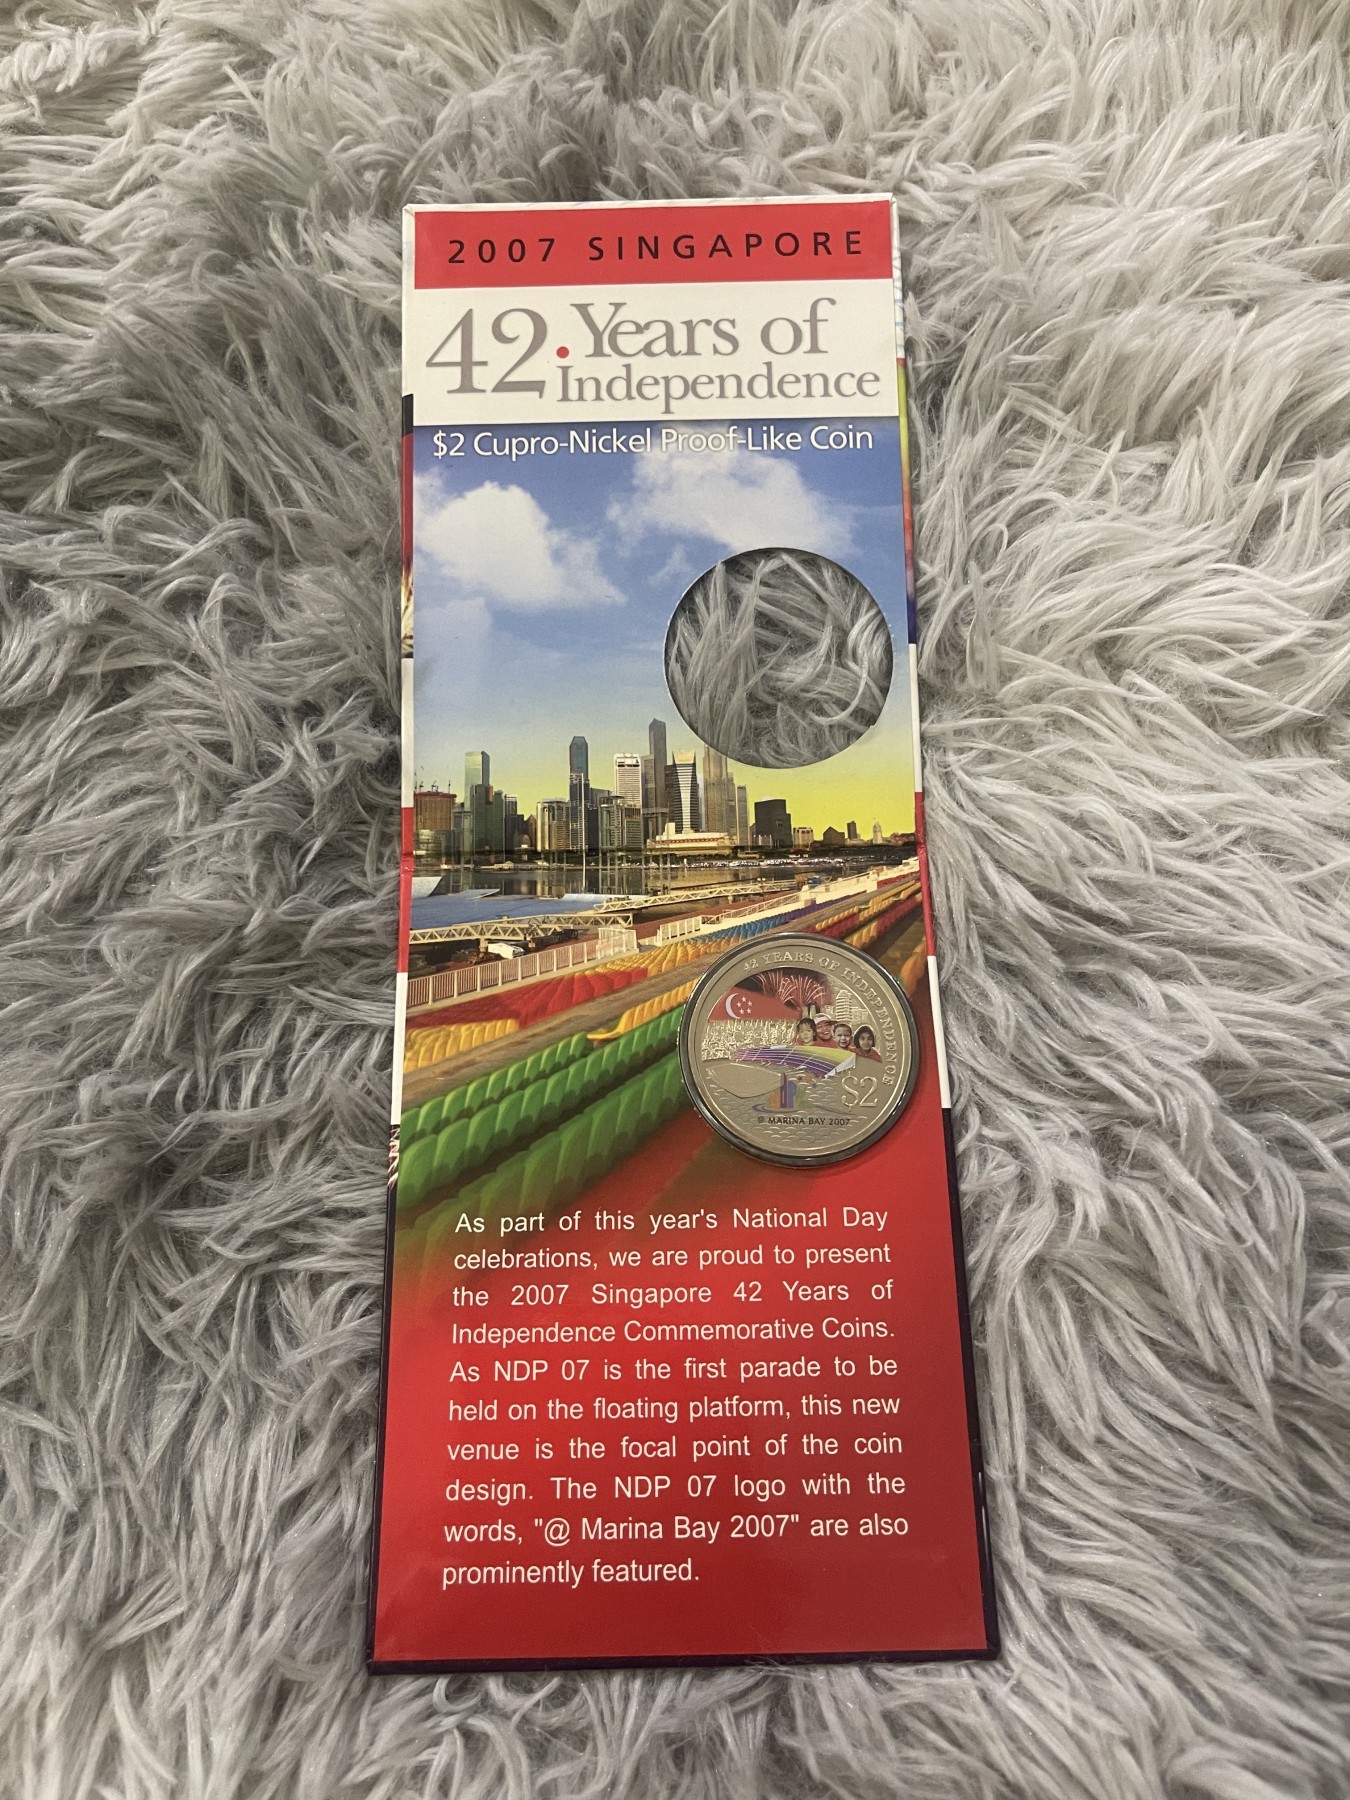 2007 SINGAPORE
42. Years of
Independence
$2 Cupro-Nickel Proof-Like Coin
42 YEARS OF INDEPENDENCE
$2
@ MARINA BAY 2007
As part of this year's National Day
celebrations, we are proud to present
the 2007 Singapore 42 Years of
Independence Commemorative Coins.
As NDP 07 is the first parade to be
held on the floating platform, this new
venue is the focal point of the coin
design. The NDP 07 logo with the
words, "@ Marina Bay 2007" are also
prominently featured.